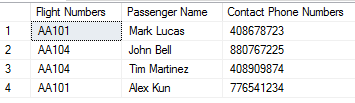 Flight Numbers Passenger Name Contact Phone Numbers
1 AA101 Mark Lucas 408678723
2 AA104 John Bell 880767225
3 AA104 Tim Martinez 408909874
4 AA101 Alex Kun 776541234